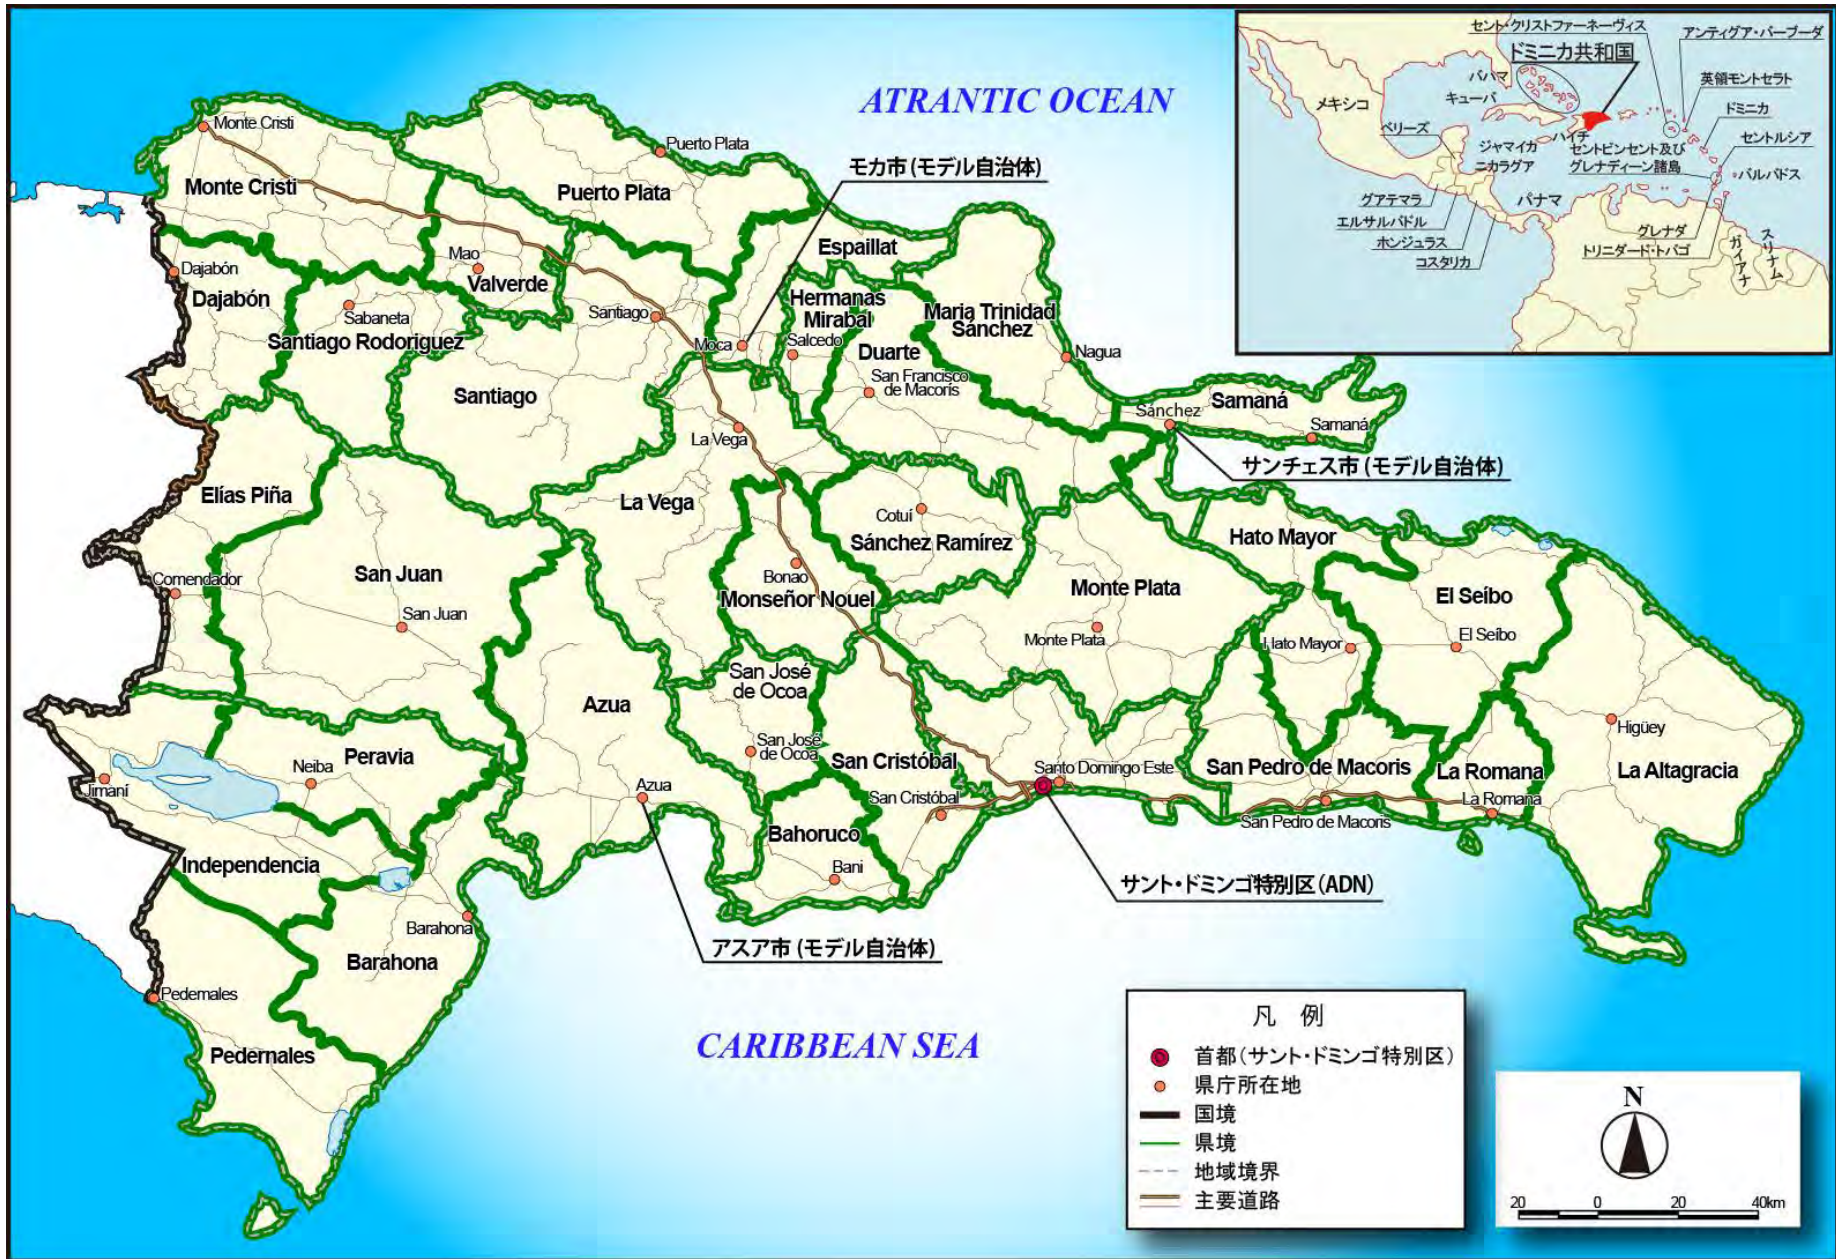 ATRANTIC OCEAN
セント・クリストファーネーヴィス
アンティグア・バーブーダ
ドミニカ共和国
バハマ
英領モントセラト
メキシコ
キューバ
ドミニカ
ベリーズ
ハイチ
ジャマイカ
セントビンセント及び
グレナディーン諸島
セントルシア
ニカラグア
バルバドス
グアテマラ
パナマ
エルサルバドル
グレナダ
スリナム
ガイアナ
ホンジュラス
トリニダード・トバゴ
コスタリカ
Monte Cristi
Puerto Plata
モカ市(モデル自治体)
Monte Cristi
Puerto Plata
Espaillat
Mao
Dajabón
Valverde
Dajabón
Hermanas
Mirabal
Maria Trinidad
Sánchez
Sabaneta
Santiago
Santiago Rodoriguez
Moca
Salcedo
Duarte
Nagua
San Francisco
de Macorís
Santiago
Samaná
Sánchez
Samaná
La Vega
サンチェス市(モデル自治体)
Elías Piña
La Vega
Cotuí
Sánchez Ramírez
Hato Mayor
San Juan
Comendador
Bonao
Monseñor Nouel
Monte Plata
El Seíbo
San Juan
Monte Plata
Hato Mayor
El Seíbo
San José
de Ocoa
Azua
Higüey
San José
de Ocoa
Peravia
Neiba
San Cristóbal
Santo Domingo Este
San Pedro de Macoris
La Romana
La Altagracia
Jimaní
Azua
San Cristóbal
La Romana
San Pedro de Macoris
Bahoruco
Independencia
Bani
サント・ドミンゴ特別区(ADN)
Barahona
アスア市(モデル自治体)
Barahona
Pedernales
CARIBBEAN SEA
Pedernales
凡 例
首都(サント・ドミンゴ特別区)
県庁所在地
国境
県境
地域境界
主要道路
N
20 0 20 40km